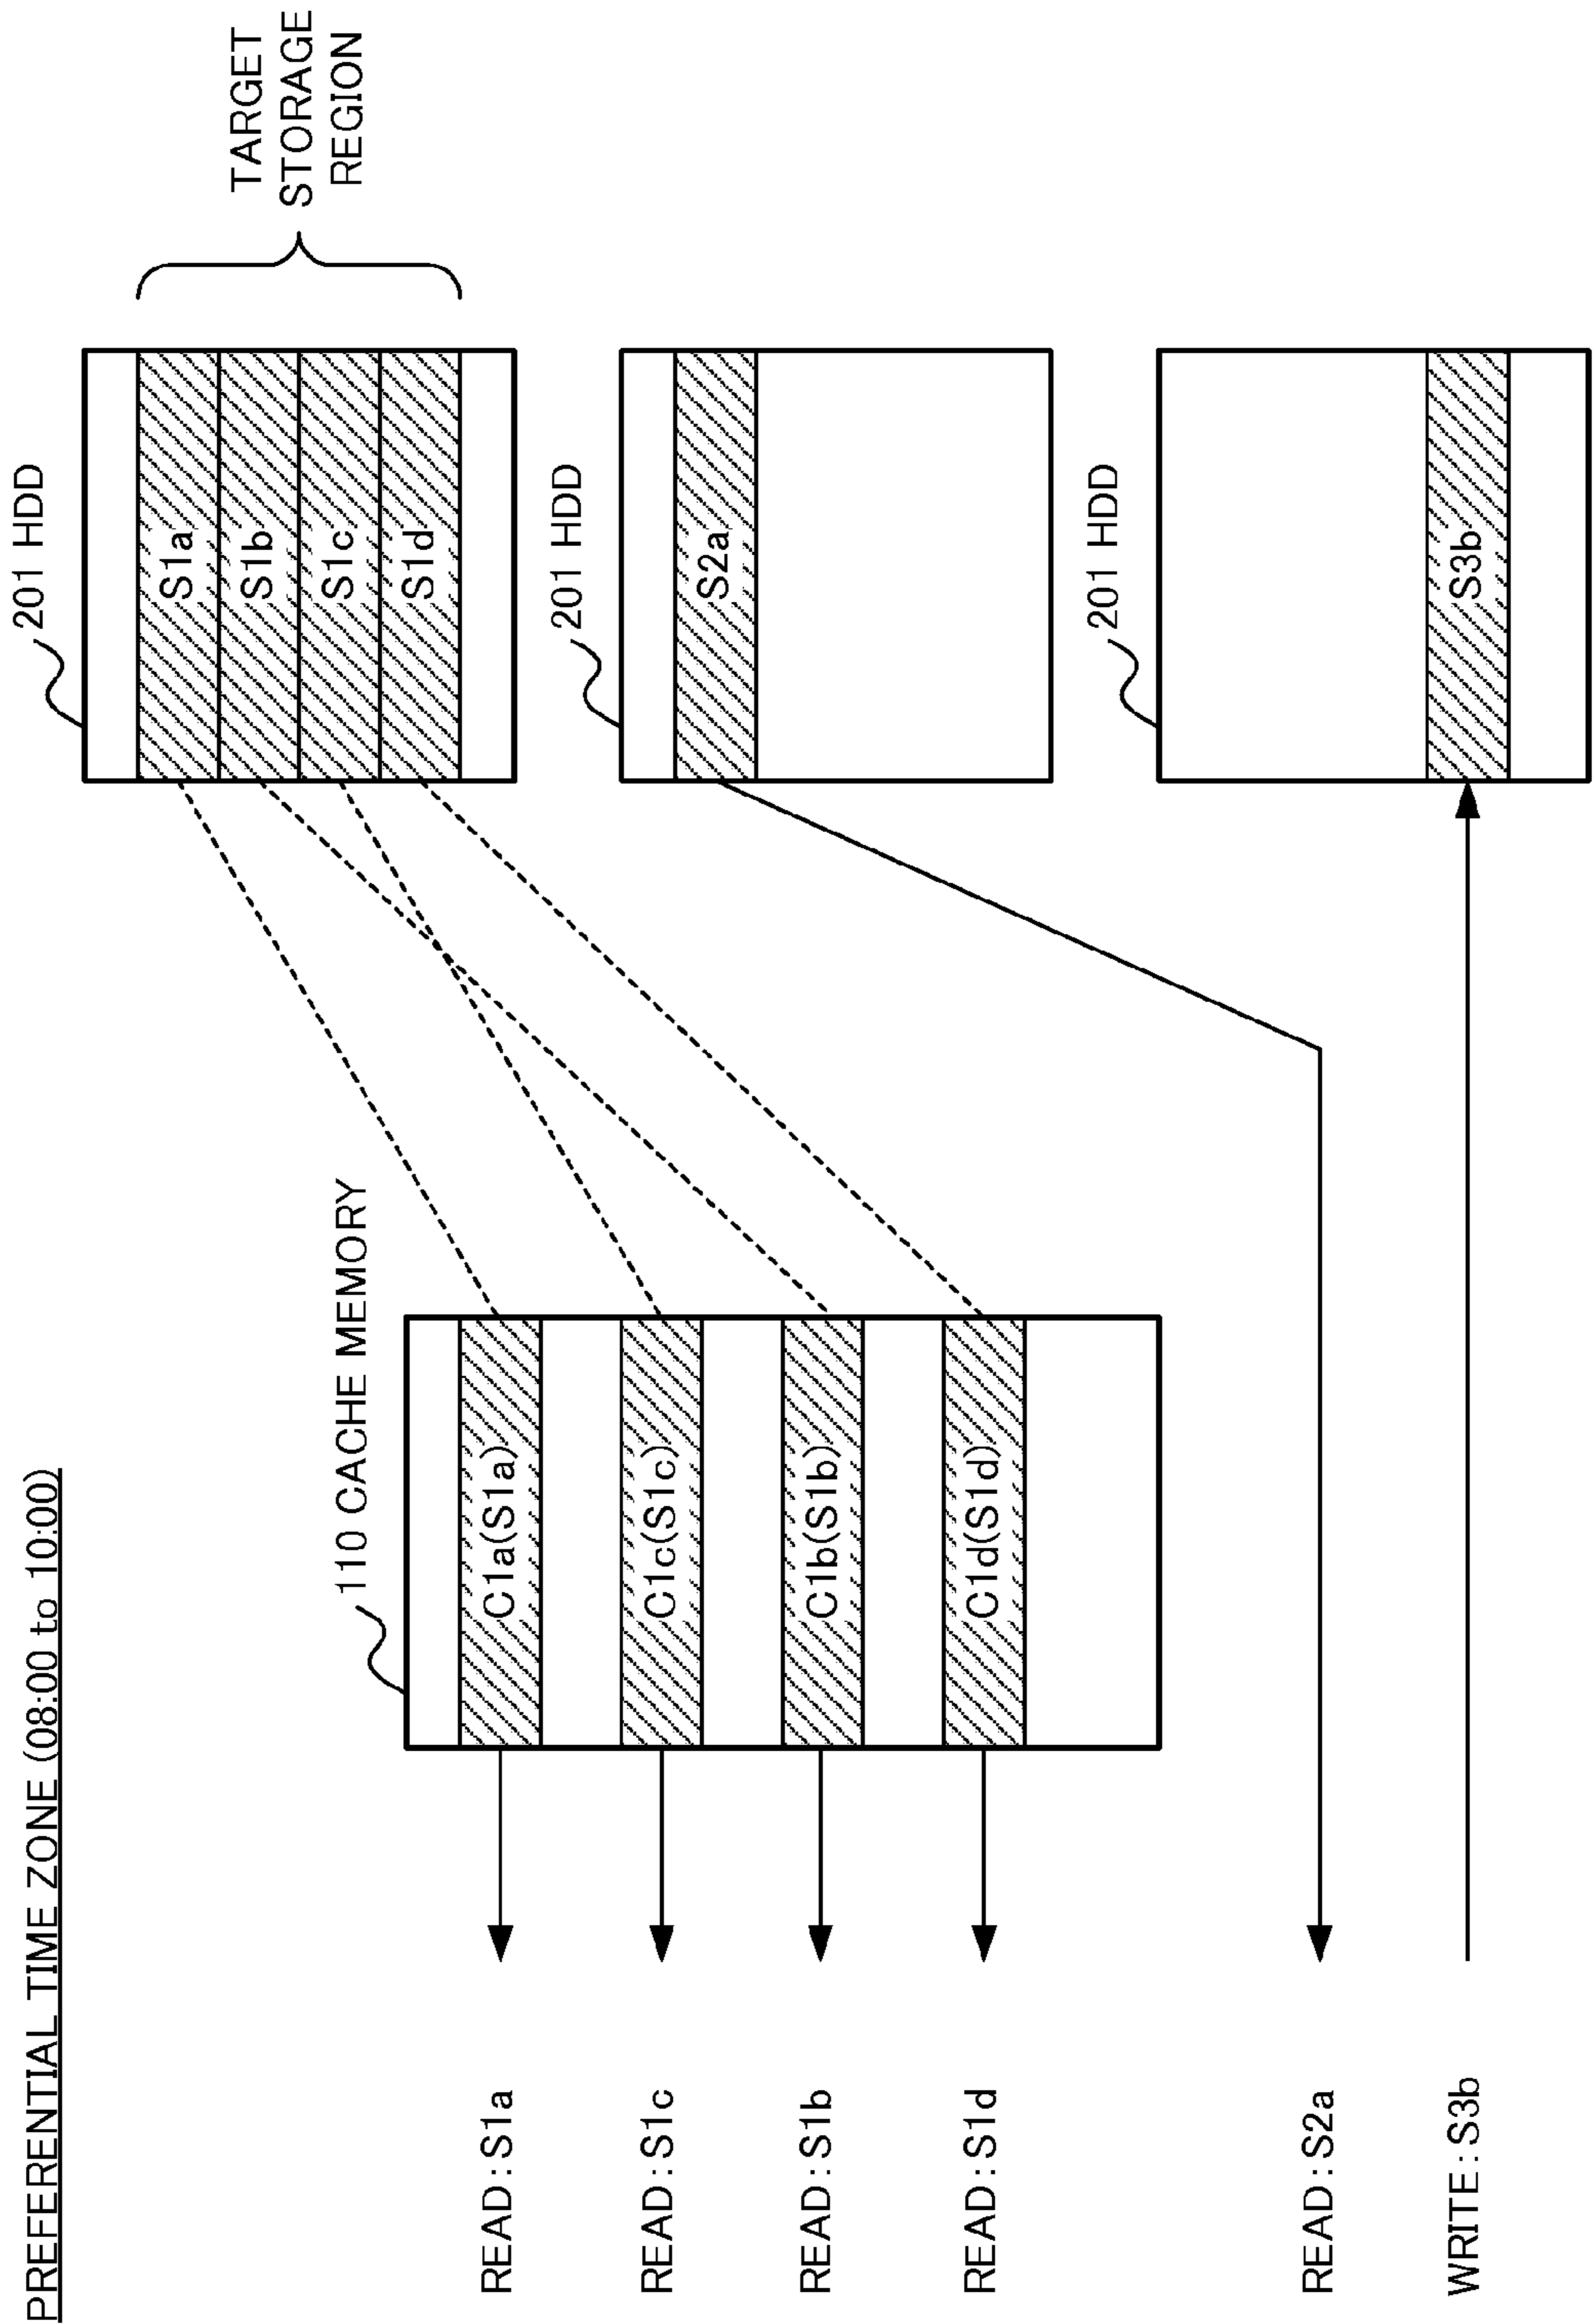 PREFERENTIAL TIME ZONE (08:00 to 10:00)
201 HDD
TARGET
STORAGE
REGION
S1a
S1b
S1c
S1d
110 CACHE MEMORY
READ:S1a
C1a(S1a)
READ:S1c
C1c(S1c)
READ:S1b
C1b(S1b)
READ:S1d
C1d(S1d)
201 HDD
S2a
READ:S2a
201 HDD
S3b
WRITE:S3b